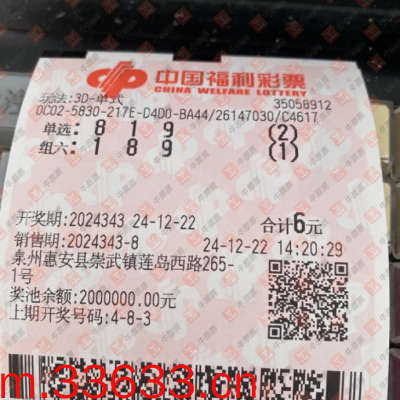 中国福利彩票
CHINA WELFARE LOTTERY
玩法:3D-单式 35058912
0C02-5830-217E-D4D0-BA44/26147030/C4617
单选: 8 1 9 (2)
组六: 1 8 9 (1)
开奖期:2024343 24-12-22 合计6元
销售期:2024343-8 24-12-22 14:20:29
泉州惠安县崇武镇莲岛西路265-
1号
奖池余额:2000000.00元
上期开奖号码:4-8-3
m.33633.cn